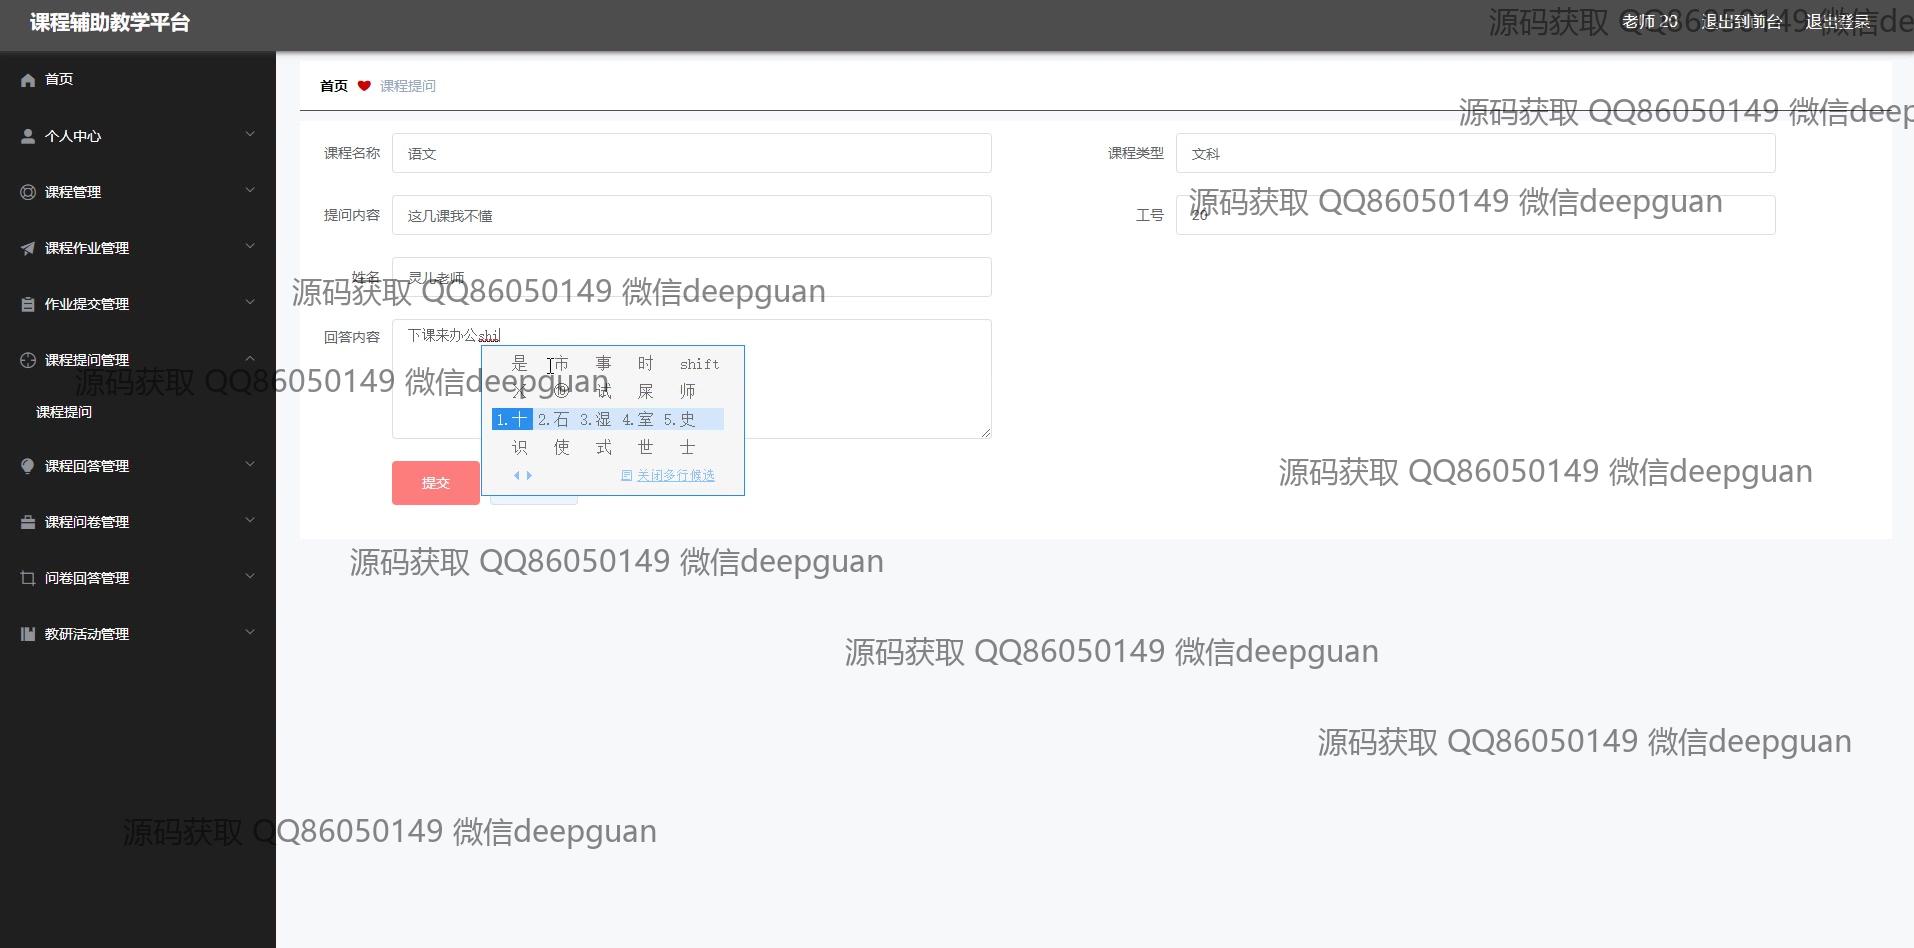 课程辅助教学平台
老师 20 退出到前台 退出登录
源码获取 QQ86050149 微信de
首页
个人中心
课程管理
课程作业管理
作业提交管理
课程提问管理
课程提问
课程回答管理
课程问卷管理
问卷回答管理
教研活动管理
首页 课程提问
源码获取 QQ86050149 微信deep
课程名称 语文
课程类型 文科
提问内容 这几课我不懂
工号 20
源码获取 QQ86050149 微信deepguan
姓名 灵儿老师
源码获取 QQ86050149 微信deepguan
回答内容 下课来办公shi
是 市 事 时 shift
源码获取 QQ86050149 微信deepguan
⑩ 试 屎 师
1.十 2.石 3.湿 4.室 5.史
识 使 式 世 士
关闭多行候选
提交
源码获取 QQ86050149 微信deepguan
源码获取 QQ86050149 微信deepguan
源码获取 QQ86050149 微信deepguan
源码获取 QQ86050149 微信deepguan
源码获取 QQ86050149 微信deepguan